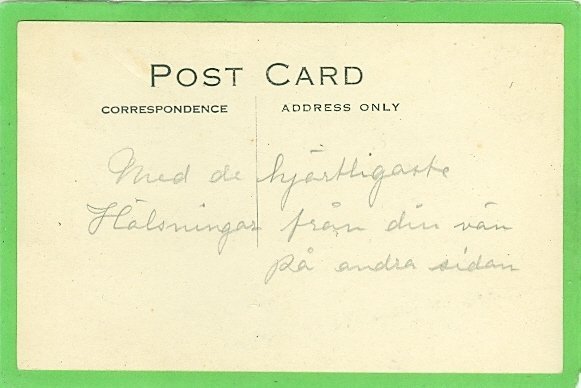 POST CARD
CORRESPONDENCE ADDRESS ONLY
Med de hjärtligaste
Hälsningar från din vän
på andra sidan